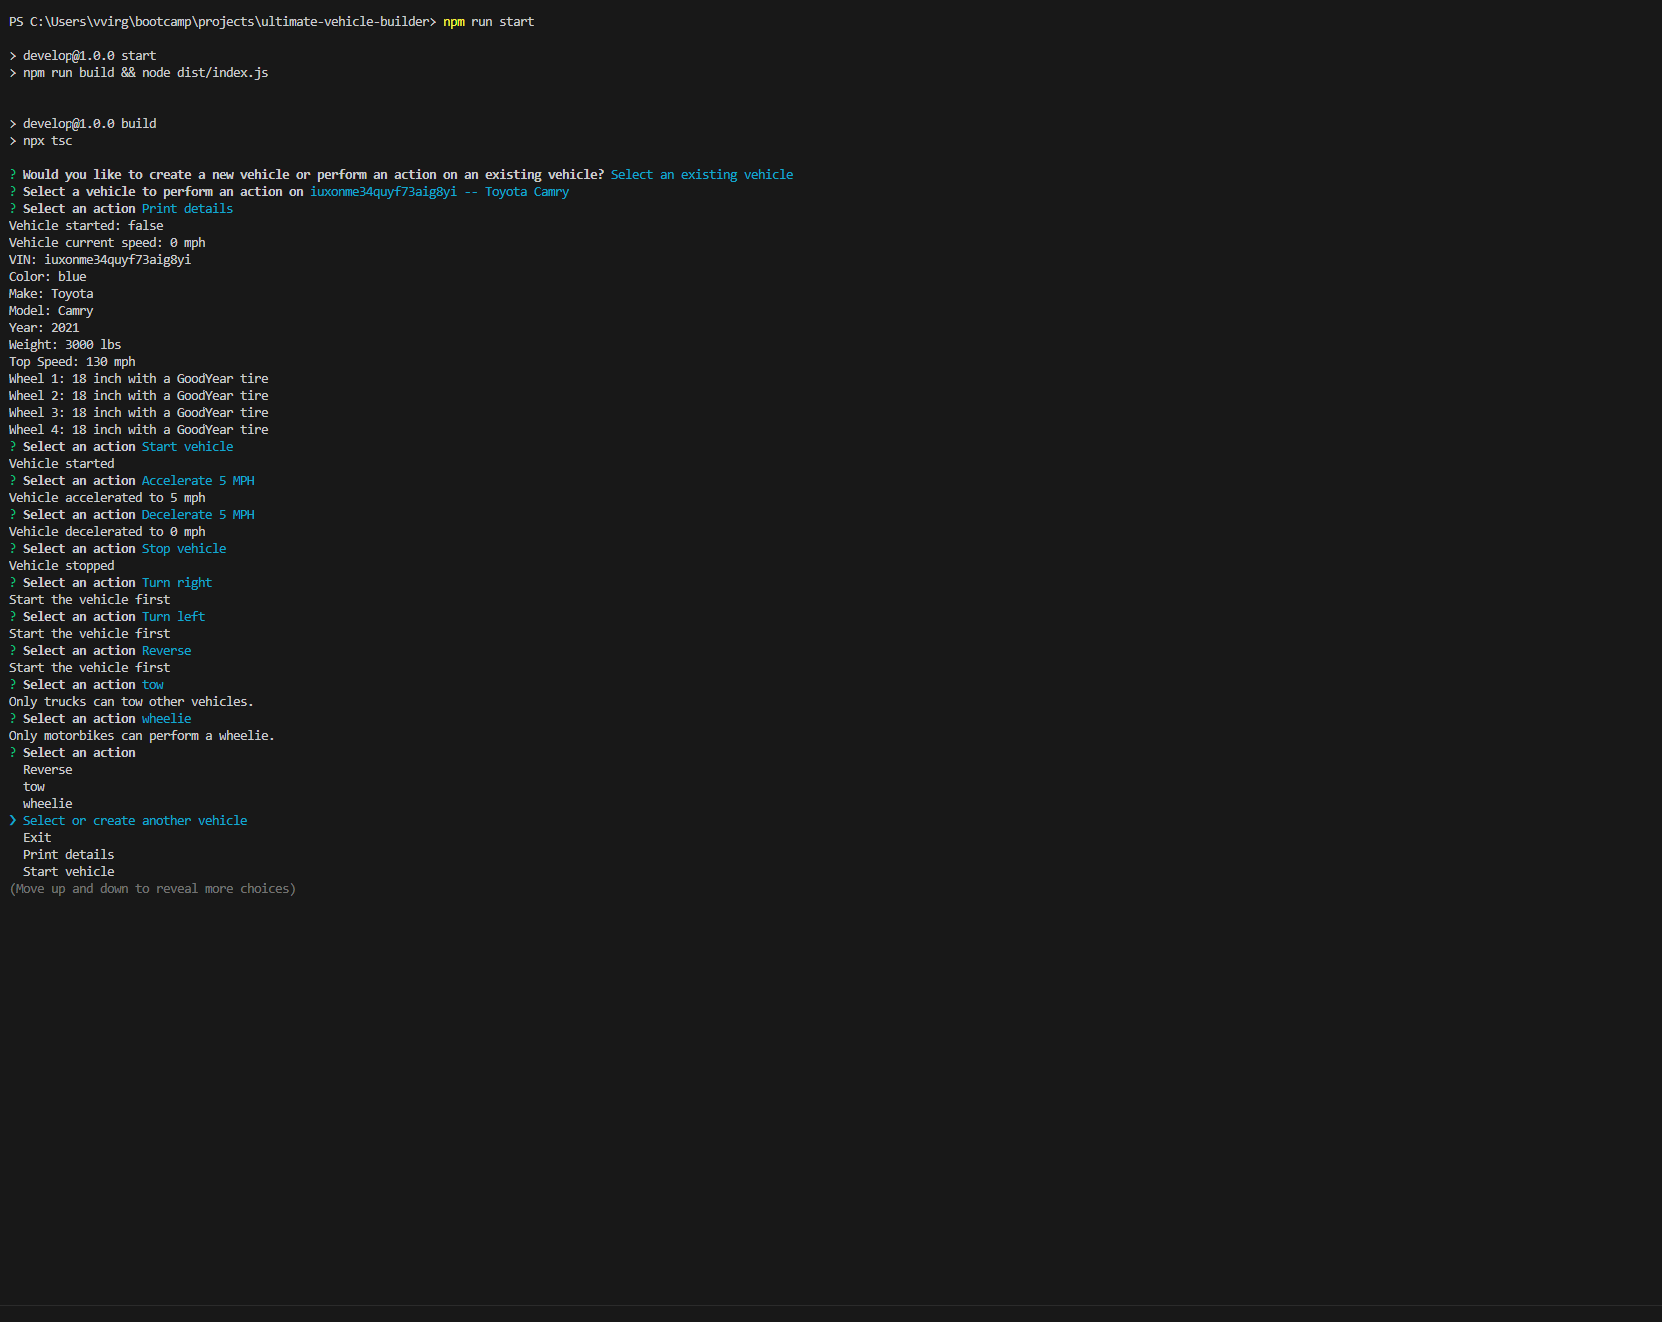 PS C:\Users\vvirg\bootcamp\projects\ultimate-vehicle-builder> npm run start
> develop@1.0.0 start
> npm run build && node dist/index.js
> develop@1.0.0 build
> npx tsc
? Would you like to create a new vehicle or perform an action on an existing vehicle? Select an existing vehicle
? Select a vehicle to perform an action on iuxonme34quyf73aig8yi -- Toyota Camry
? Select an action Print details
Vehicle started: false
Vehicle current speed: 0 mph
VIN: iuxonme34quyf73aig8yi
Color: blue
Make: Toyota
Model: Camry
Year: 2021
Weight: 3000 lbs
Top Speed: 130 mph
Wheel 1: 18 inch with a GoodYear tire
Wheel 2: 18 inch with a GoodYear tire
Wheel 3: 18 inch with a GoodYear tire
Wheel 4: 18 inch with a GoodYear tire
? Select an action Start vehicle
Vehicle started
? Select an action Accelerate 5 MPH
Vehicle accelerated to 5 mph
? Select an action Decelerate 5 MPH
Vehicle decelerated to 0 mph
? Select an action Stop vehicle
Vehicle stopped
? Select an action Turn right
Start the vehicle first
? Select an action Turn left
Start the vehicle first
? Select an action Reverse
Start the vehicle first
? Select an action tow
Only trucks can tow other vehicles.
? Select an action wheelie
Only motorbikes can perform a wheelie.
? Select an action
Reverse
tow
wheelie
❯ Select or create another vehicle
Exit
Print details
Start vehicle
(Move up and down to reveal more choices)